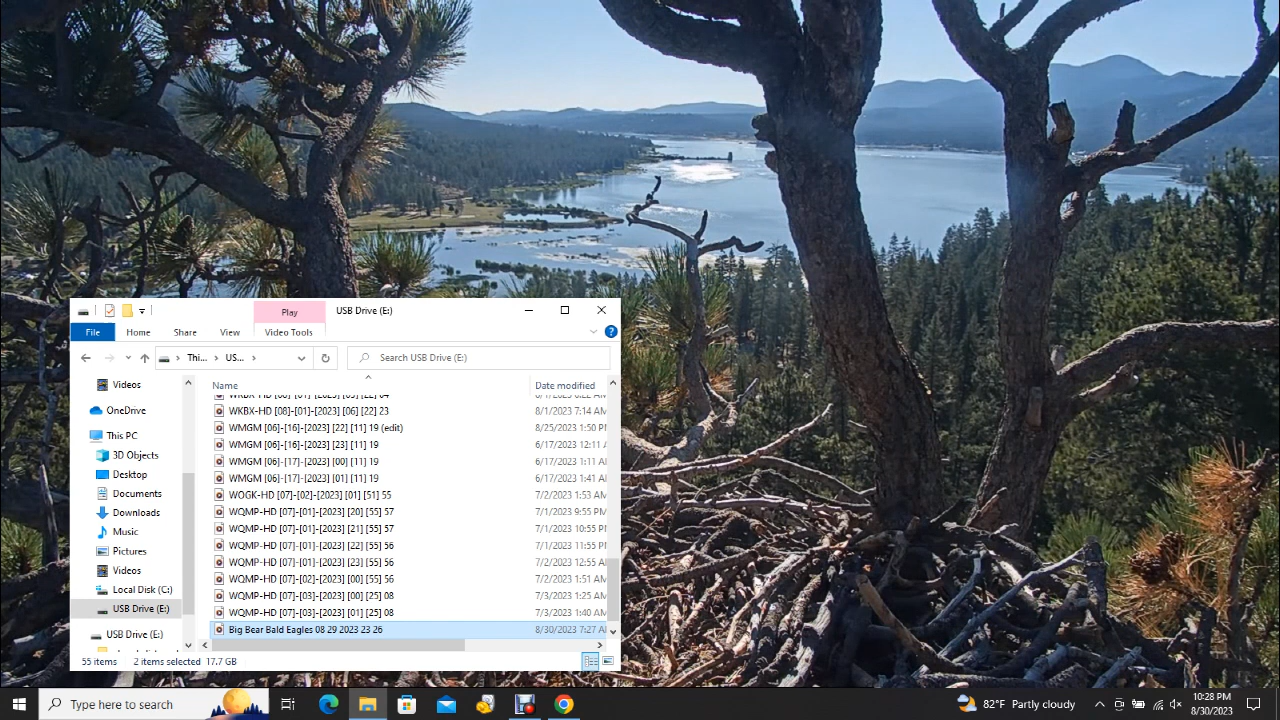 Play
USB Drive (E:)
File Home Share View Video Tools
Thi... US... Search USB Drive (E:)
Name Date modified
Videos
OneDrive
This PC
3D Objects
Desktop
Documents
Downloads
Music
Pictures
Videos
Local Disk (C:)
USB Drive (E:)
USB Drive (E:)
WKBX-HD [08]-[01]-[2023] [06] [22] 23 8/1/2023 7:14 AM
WMGM [06]-[16]-[2023] [22] [11] 19 (edit) 8/25/2023 1:50 P
WMGM [06]-[16]-[2023] [23] [11] 19 6/17/2023 12:11
WMGM [06]-[17]-[2023] [00] [11] 19 6/17/2023 1:11 A
WMGM [06]-[17]-[2023] [01] [11] 19 6/17/2023 1:41 A
WOGK-HD [07]-[02]-[2023] [01] [51] 55 7/2/2023 1:53 AM
WQMP-HD [07]-[01]-[2023] [20] [55] 57 7/1/2023 9:55 PM
WQMP-HD [07]-[01]-[2023] [21] [55] 57 7/1/2023 10:55 PM
WQMP-HD [07]-[01]-[2023] [22] [55] 56 7/1/2023 11:55 PM
WQMP-HD [07]-[01]-[2023] [23] [55] 56 7/2/2023 12:55 AM
WQMP-HD [07]-[02]-[2023] [00] [55] 56 7/2/2023 1:51 AM
WQMP-HD [07]-[03]-[2023] [00] [25] 08 7/3/2023 1:25 AM
WQMP-HD [07]-[03]-[2023] [01] [25] 08 7/3/2023 1:40 AM
Big Bear Bald Eagles 08 29 2023 23 26 8/30/2023 7:27 A
55 items 2 items selected 17.7 GB
Type here to search
82°F Partly cloudy
10:28 PM
8/30/2023